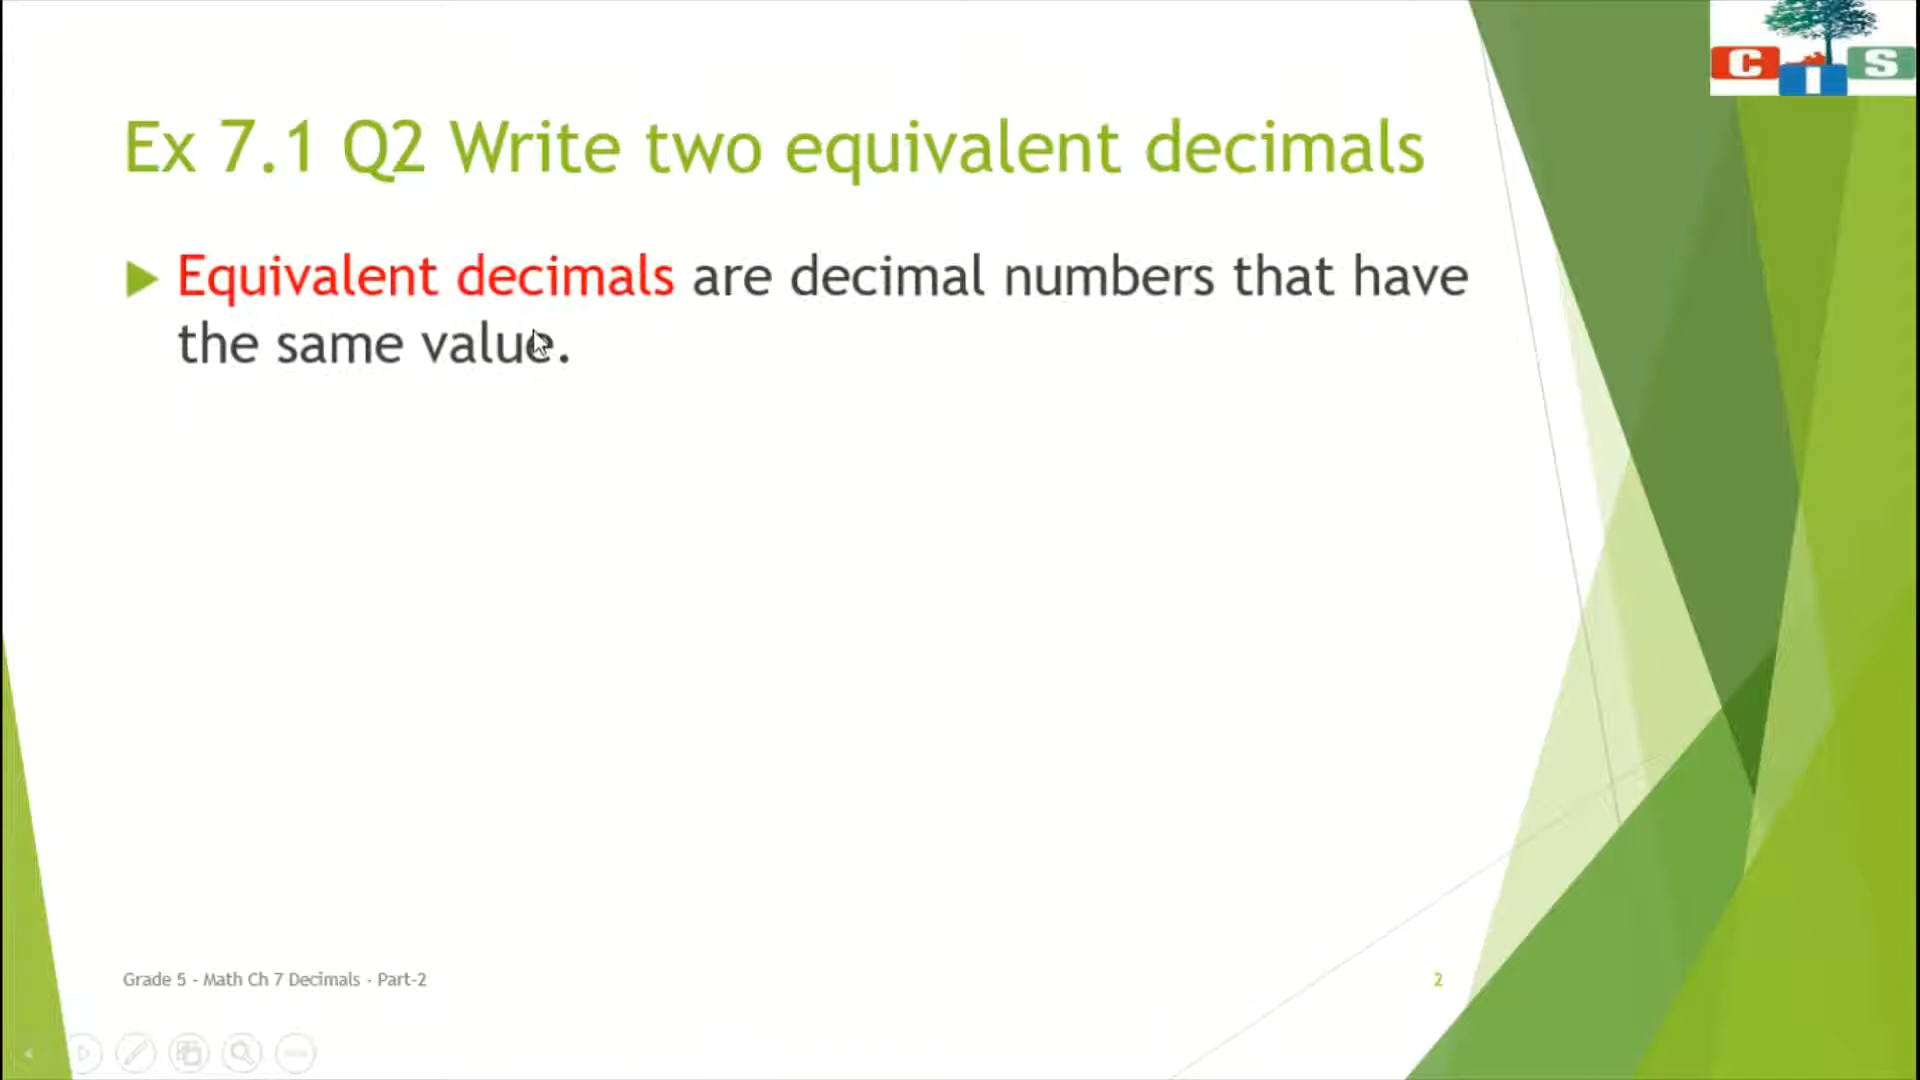 C I S
Ex 7.1 Q2 Write two equivalent decimals
Equivalent decimals are decimal numbers that have
the same value.
Grade 5 - Math Ch 7 Decimals - Part-2
2